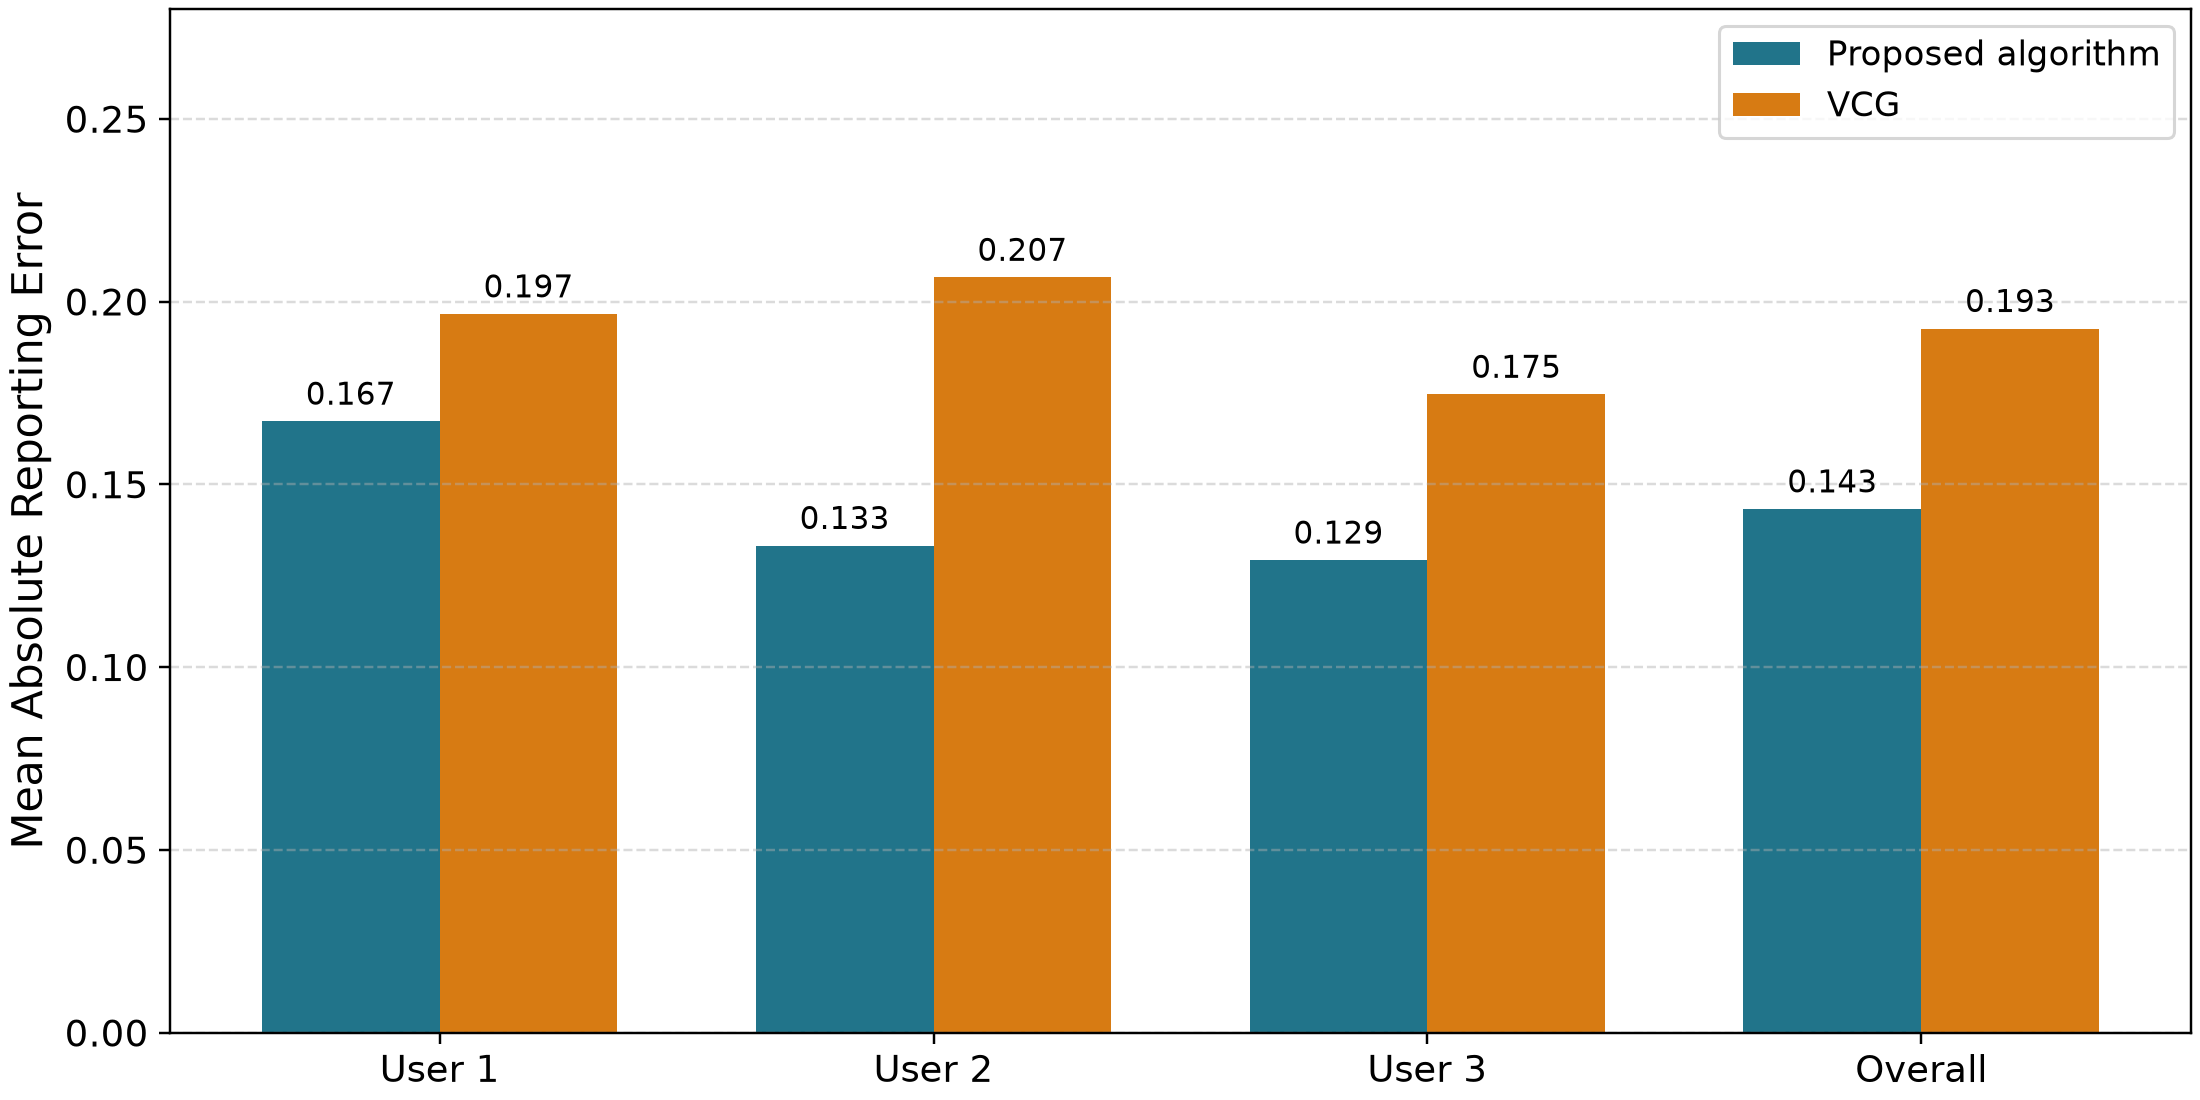 Proposed algorithm
VCG
Mean Absolute Reporting Error
0.25
0.20
0.15
0.10
0.05
0.00
0.167
0.197
0.133
0.207
0.129
0.175
0.143
0.193
User 1
User 2
User 3
Overall